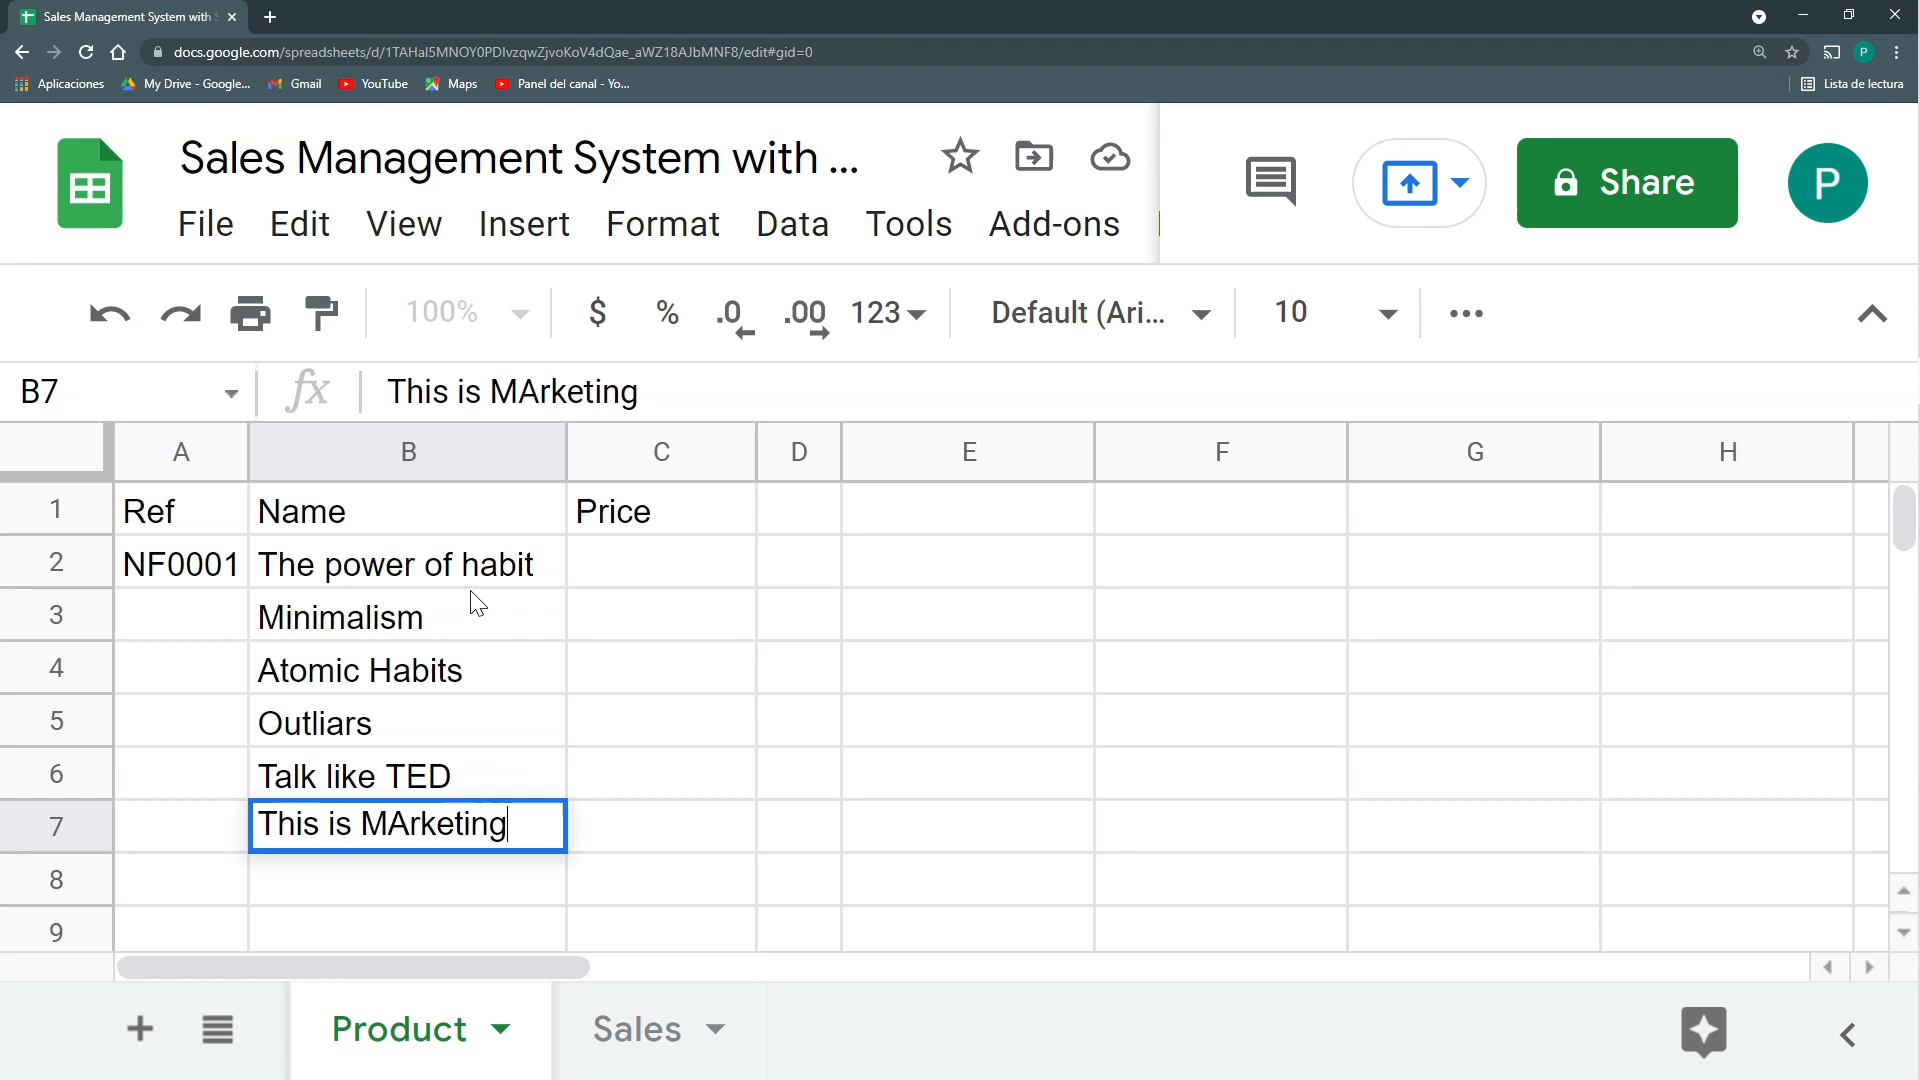 Sales Management System with S
docs.google.com/spreadsheets/d/1TAHaI5MNOY0PDIvzqwZjvoKoV4dQae_aWZ18AJbMNF8/edit#gid=0
P
Aplicaciones My Drive - Google... Gmail YouTube Maps Panel del canal - Yo... Lista de lectura
Sales Management System with ...
Share P
File Edit View Insert Format Data Tools Add-ons
100% $ % .0 .00 123 Default (Ari... 10
B7 fx This is MArketing
A B C D E F G H
1 Ref Name Price
2 NF0001 The power of habit
3 Minimalism
4 Atomic Habits
5 Outliars
6 Talk like TED
7 This is MArketing
8
9
Product Sales